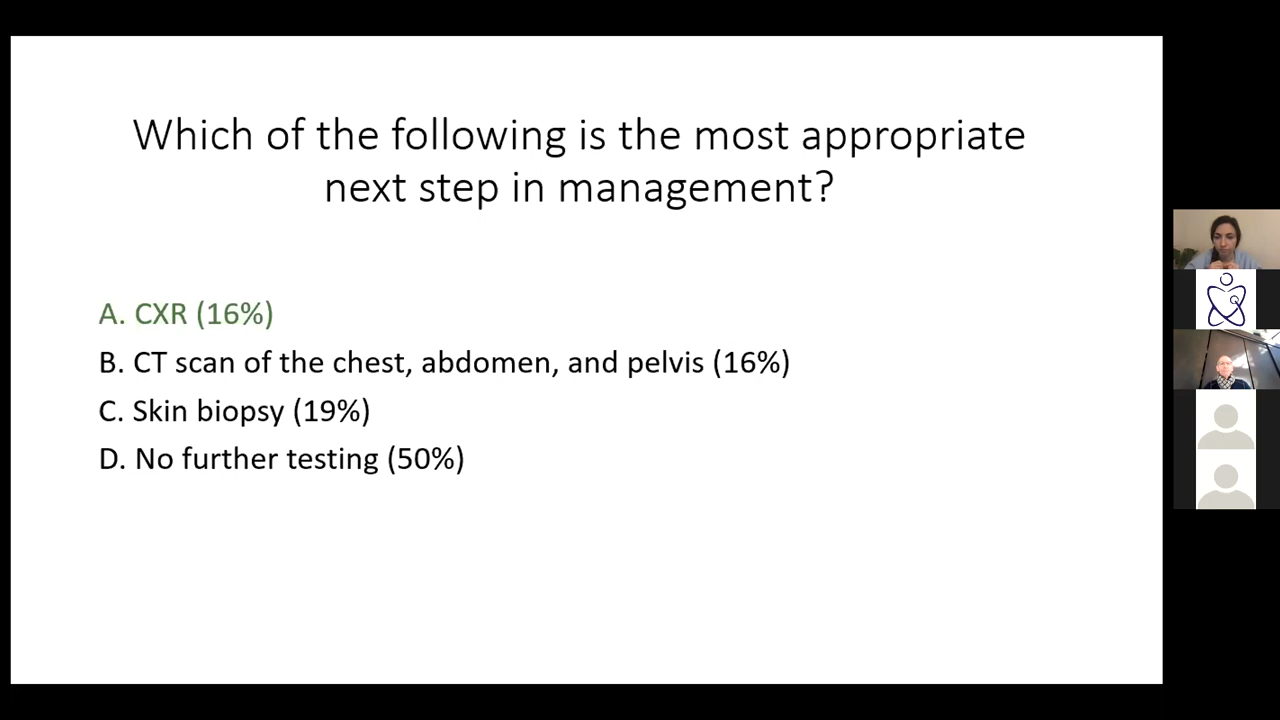 Which of the following is the most appropriate
next step in management?
A. CXR (16%)
B. CT scan of the chest, abdomen, and pelvis (16%)
C. Skin biopsy (19%)
D. No further testing (50%)